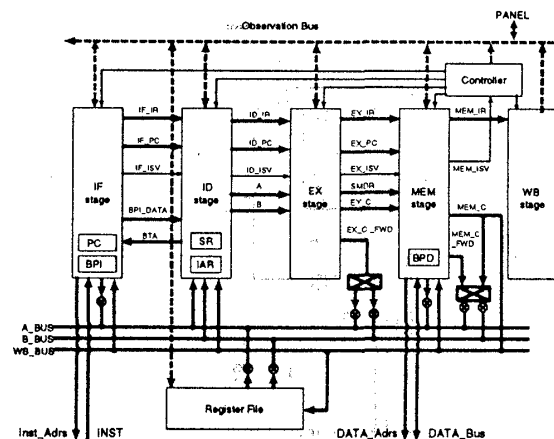 PANEL
Observation Bus
Controller
IF_IR
ID_IR
EX_IR
MEM_IR
IF_PC
ID_PC
EX_PC
IF_ISV
ID_ISV
EX_ISV
MEM_ISV
IF stage
ID stage
EX stage
MEM stage
WB stage
A
SMDR
B
EX_C
MEM_C
BPI_DATA
BTA
EX_C_FWD
MEM_C_FWD
PC
BPI
SR
IAR
BPD
A_BUS
B_BUS
WB_BUS
Register File
Inst_Adrs
INST
DATA_Adrs
DATA_Bus